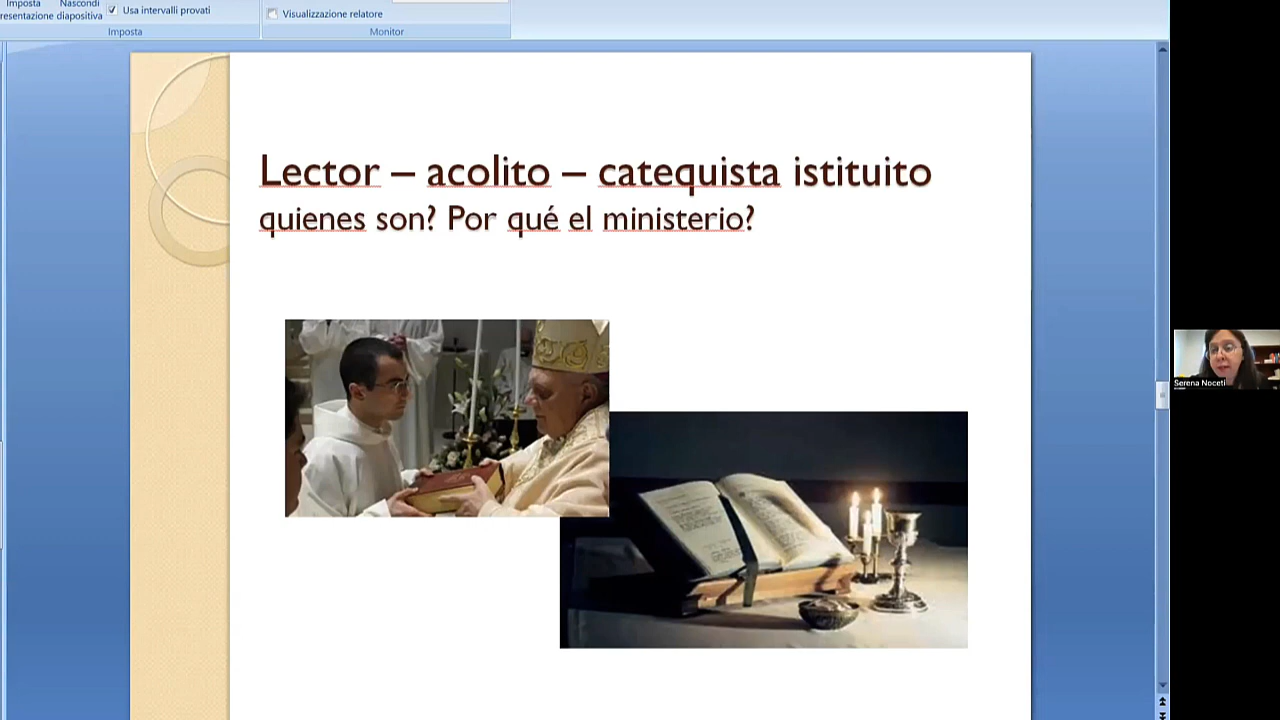 Imposta
Nascondi
resentazione diapositiva
Usa intervalli provati
Imposta
Visualizzazione relatore
Monitor
Lector – acolito – catequista istituito
quienes son? Por qué el ministerio?
Serena Noceti